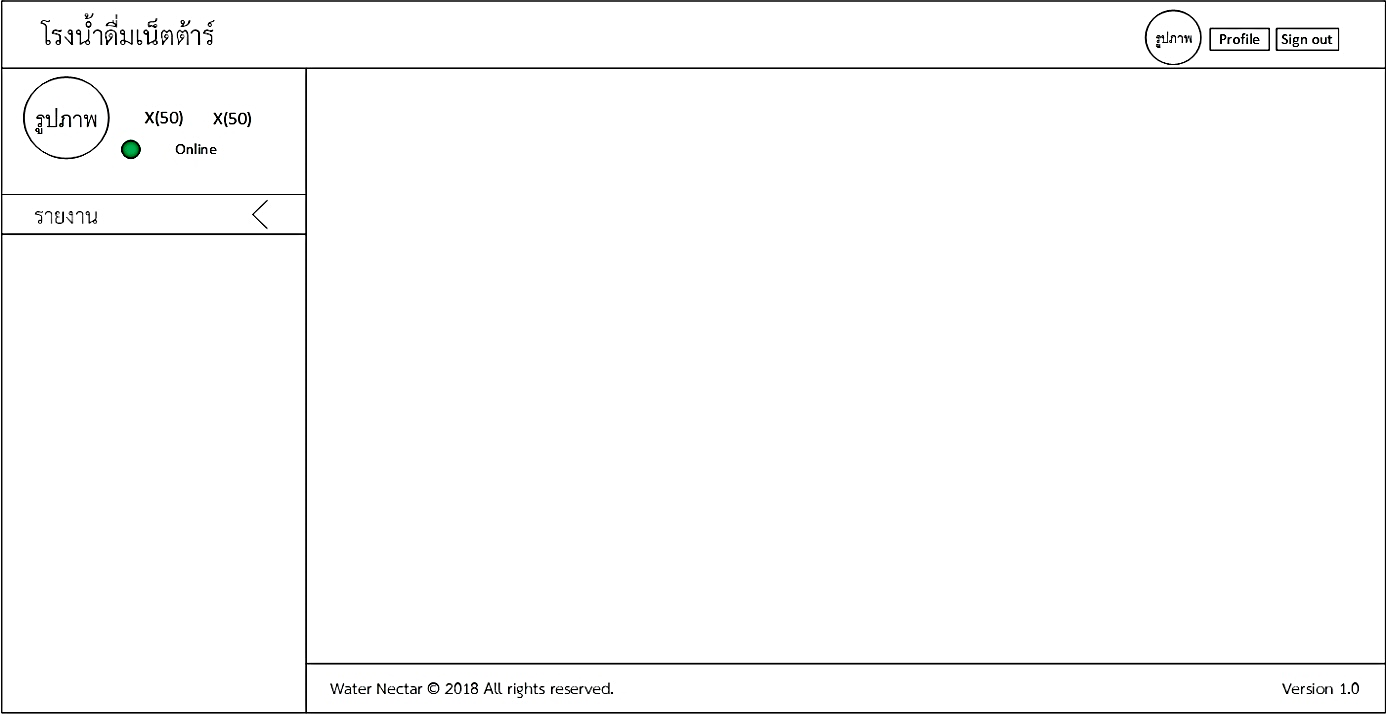 โรงน้ำดื่มเน็ตต้าร์
รูปภาพ Profile Sign out
รูปภาพ X(50) X(50)
Online
รายงาน
Water Nectar © 2018 All rights reserved. Version 1.0